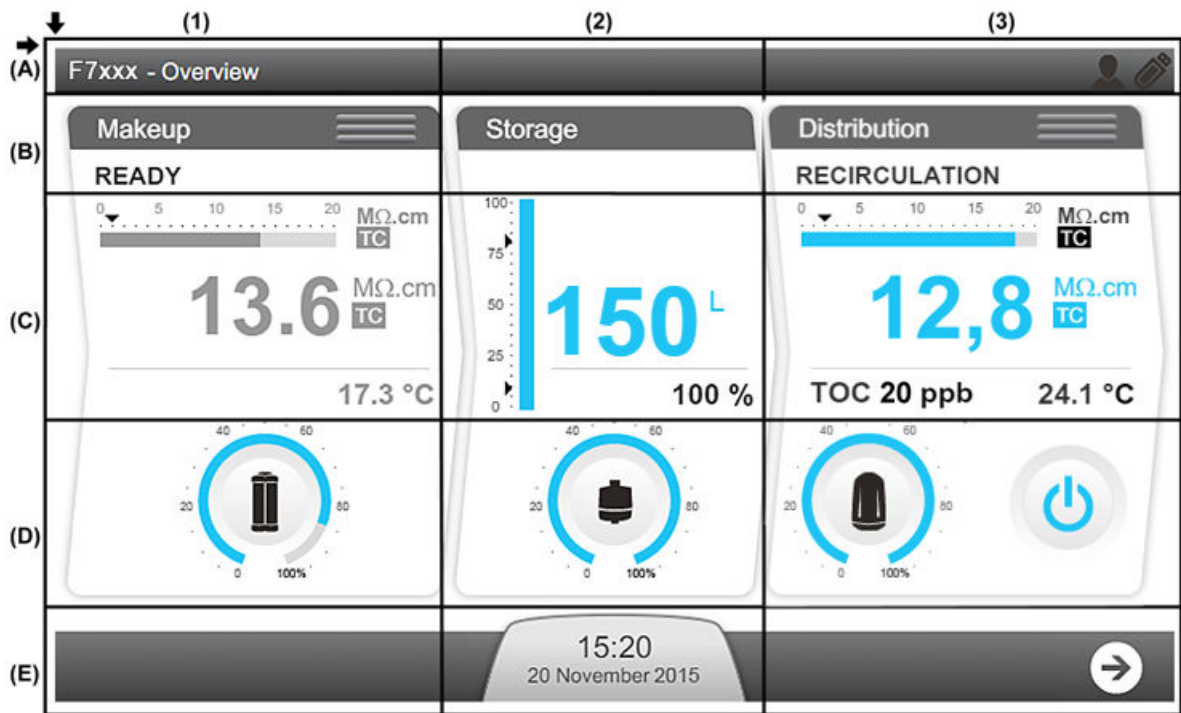 (1) (2) (3)
(A) F7xxx - Overview
(B) Makeup Storage Distribution
READY RECIRCULATION
(C)
0 5 10 15 20 MΩ.cm
TC
13.6 MΩ.cm
TC
17.3 °C
100
75
50
25
0
150 L
100 %
0 5 10 15 20 MΩ.cm
TC
12,8 MΩ.cm
TC
TOC 20 ppb 24.1 °C
(D)
0 20 40 60 80 100%
0 20 40 60 80 100%
0 20 40 60 80 100%
(E)
15:20
20 November 2015